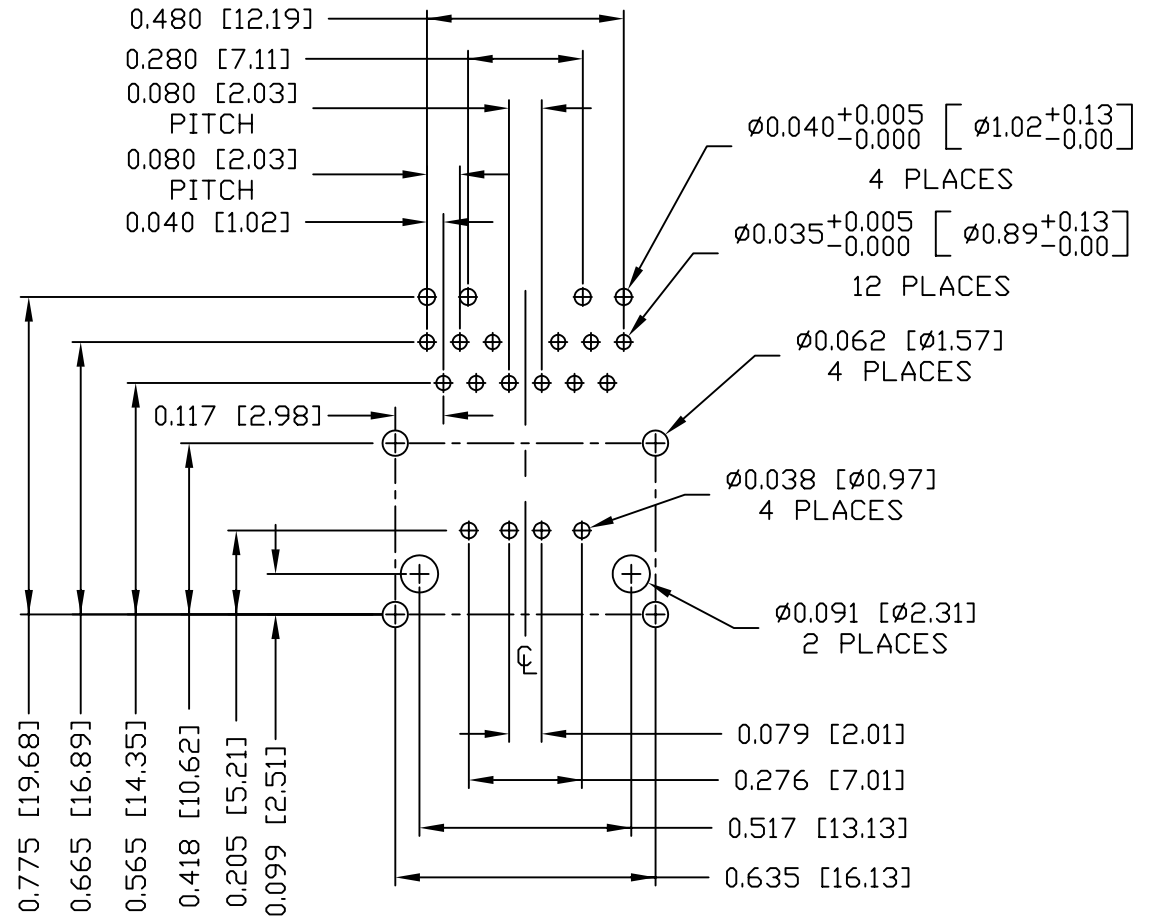 0.480 [12.19]
0.280 [7.11]
0.080 [2.03]
PITCH
0.080 [2.03]
PITCH
0.040 [1.02]
ø0.040+0.005 -0.000 [ø1.02+0.13 -0.00]
4 PLACES
ø0.035+0.005 -0.000 [ø0.89+0.13 -0.00]
12 PLACES
ø0.062 [ø1.57]
4 PLACES
0.117 [2.98]
ø0.038 [ø0.97]
4 PLACES
ø0.091 [ø2.31]
2 PLACES
℄
0.079 [2.01]
0.276 [7.01]
0.517 [13.13]
0.635 [16.13]
0.775 [19.68]
0.665 [16.89]
0.565 [14.35]
0.418 [10.62]
0.205 [5.21]
0.099 [2.51]